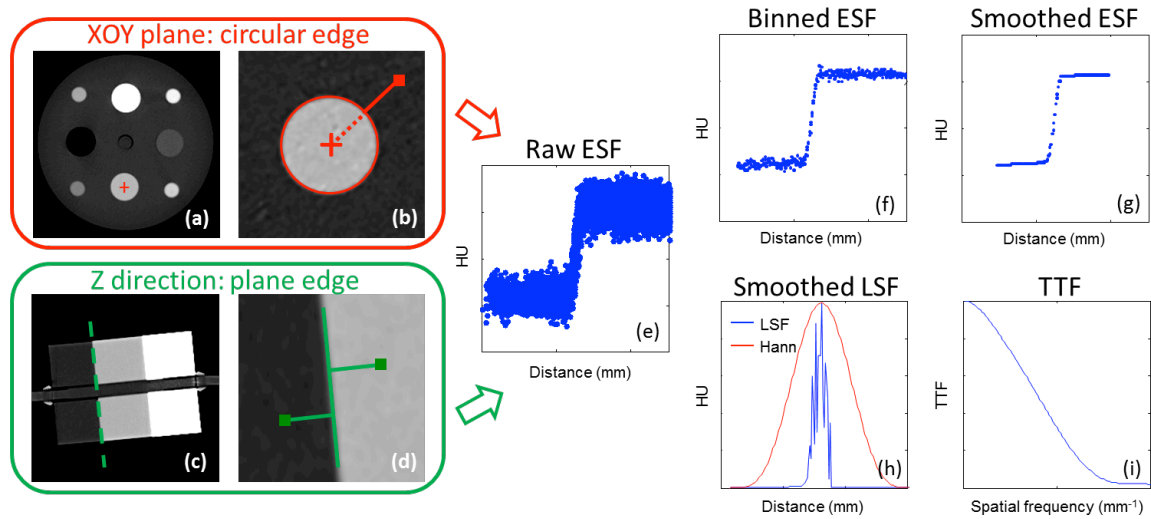 XOY plane: circular edge
(a)
(b)
Z direction: plane edge
(c)
(d)
Raw ESF
HU
(e)
Distance (mm)
Binned ESF
HU
(f)
Distance (mm)
Smoothed ESF
HU
(g)
Distance (mm)
Smoothed LSF
LSF
Hann
HU
(h)
Distance (mm)
TTF
TTF
(i)
Spatial frequency (mm⁻¹)